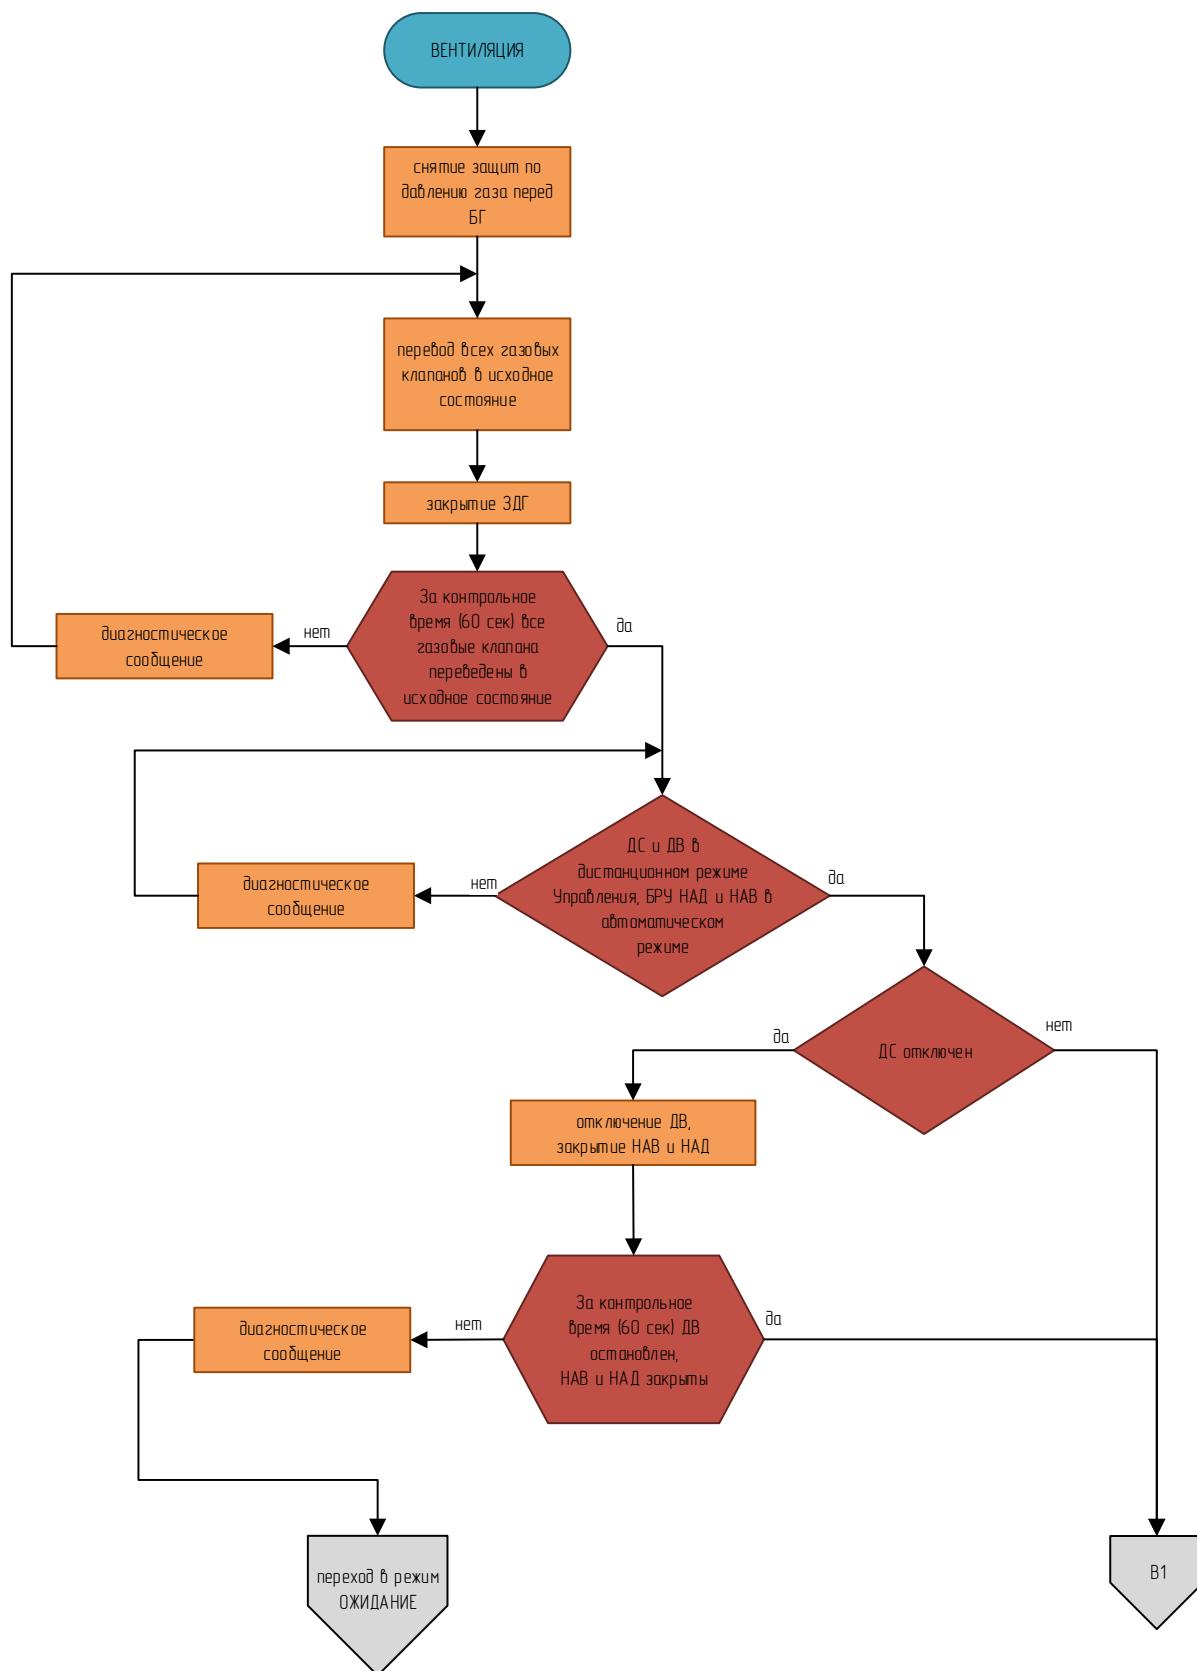 ВЕНТИЛЯЦИЯ
снятие защит по
давлению газа перед
БГ
перевод всех газовых
клапанов в исходное
состояние
закрытие ЗДГ
За контрольное
время (60 сек) все
газовые клапана
переведены в
исходное состояние
нет
да
диагностическое
сообщение
ДС и ДВ в
дистанционном режиме
Управления, БРУ НАД и НАВ в
автоматическом
режиме
нет
да
диагностическое
сообщение
ДС отключен
да
нет
отключение ДВ,
закрытие НАВ и НАД
За контрольное
время (60 сек) ДВ
остановлен,
НАВ и НАД закрыты
нет
да
диагностическое
сообщение
переход в режим
ОЖИДАНИЕ
В1